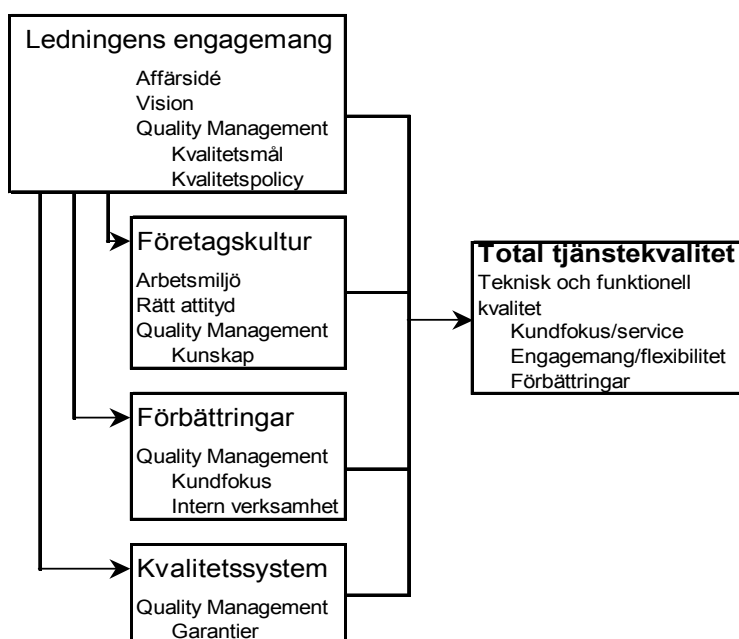 Ledningens engagemang
Affärsidé
Vision
Quality Management
Kvalitetsmål
Kvalitetspolicy
Företagskultur
Arbetsmiljö
Rätt attityd
Quality Management
Kunskap
Förbättringar
Quality Management
Kundfokus
Intern verksamhet
Kvalitetssystem
Quality Management
Garantier
Total tjänstekvalitet
Teknisk och funktionell
kvalitet
Kundfokus/service
Engagemang/flexibilitet
Förbättringar